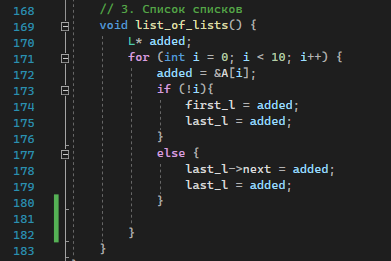 168 // 3. Список списков
169 void list_of_lists() {
170 L* added;
171 for (int i = 0; i < 10; i++) {
172 added = &A[i];
173 if (!i){
174 first_l = added;
175 last_l = added;
176 }
177 else {
178 last_l->next = added;
179 last_l = added;
180 }
181
182 }
183 }